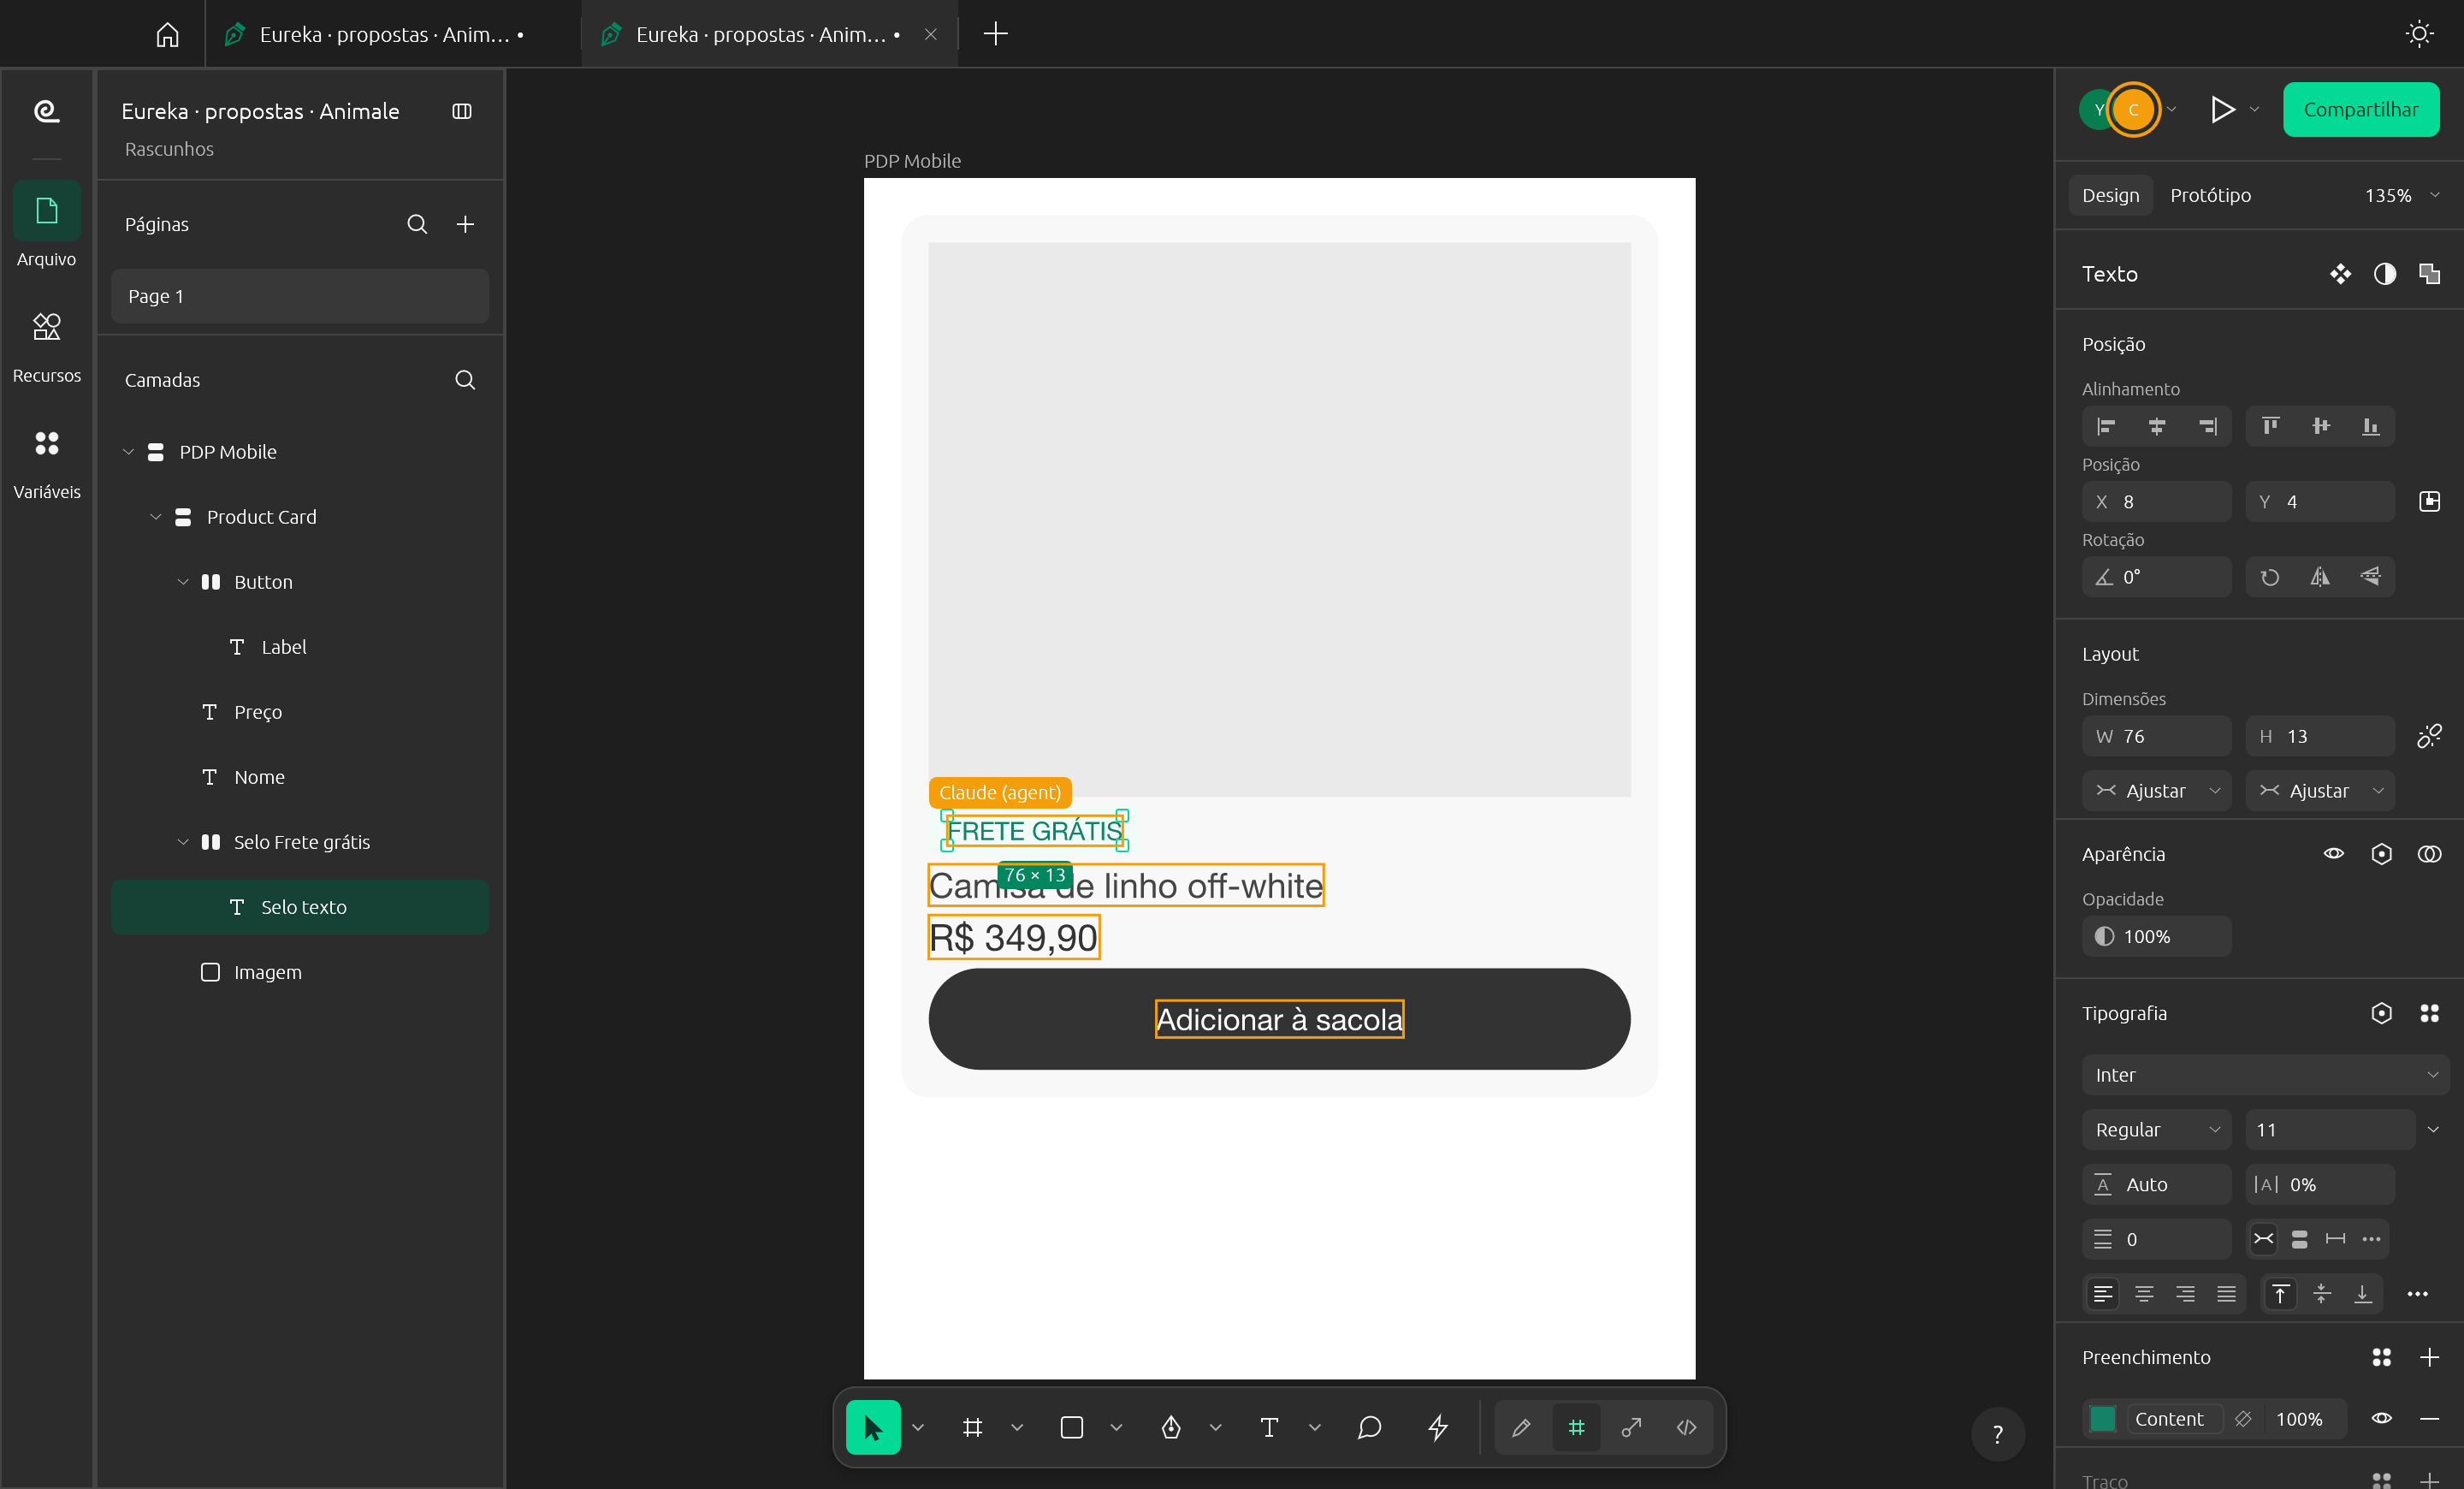 Eureka · propostas · Anim... •
Eureka · propostas · Anim... •
Eureka · propostas · Animale
Rascunhos
Arquivo
Recursos
Variáveis
Páginas
Page 1
Camadas
PDP Mobile
Product Card
Button
Label
Preço
Nome
Selo Frete grátis
Selo texto
Imagem
PDP Mobile
Claude (agent)
FRETE GRÁTIS
76 × 13
Camisa de linho off-white
R$ 349,90
Adicionar à sacola
?
Y C
Compartilhar
Design Protótipo 135%
Texto
Posição
Alinhamento
Posição
X 8 Y 4
Rotação
0°
Layout
Dimensões
W 76 H 13
Ajustar Ajustar
Aparência
Opacidade
100%
Tipografia
Inter
Regular 11
Auto 0%
0
Preenchimento
Content 100%
Traço